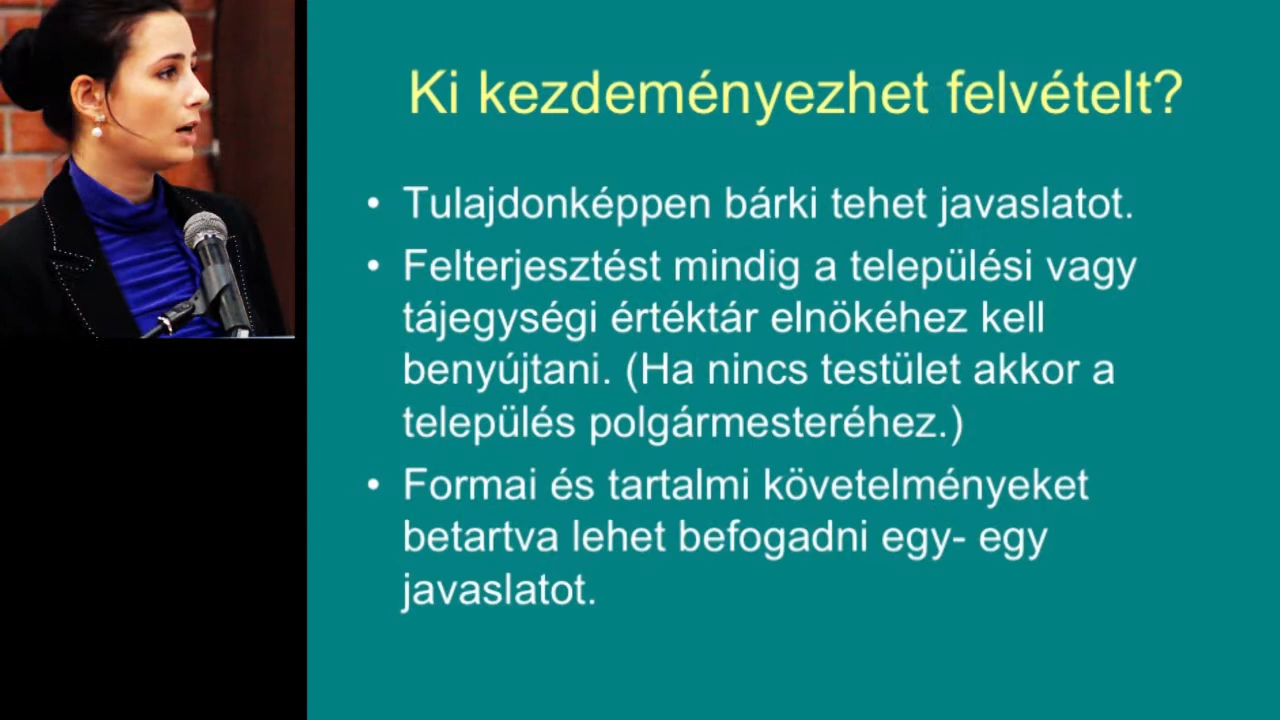 Ki kezdeményezhet felvételt?
• Tulajdonképpen bárki tehet javaslatot.
• Felterjesztést mindig a települési vagy
tájegységi értéktár elnökéhez kell
benyújtani. (Ha nincs testület akkor a
település polgármesteréhez.)
• Formai és tartalmi követelményeket
betartva lehet befogadni egy- egy
javaslatot.